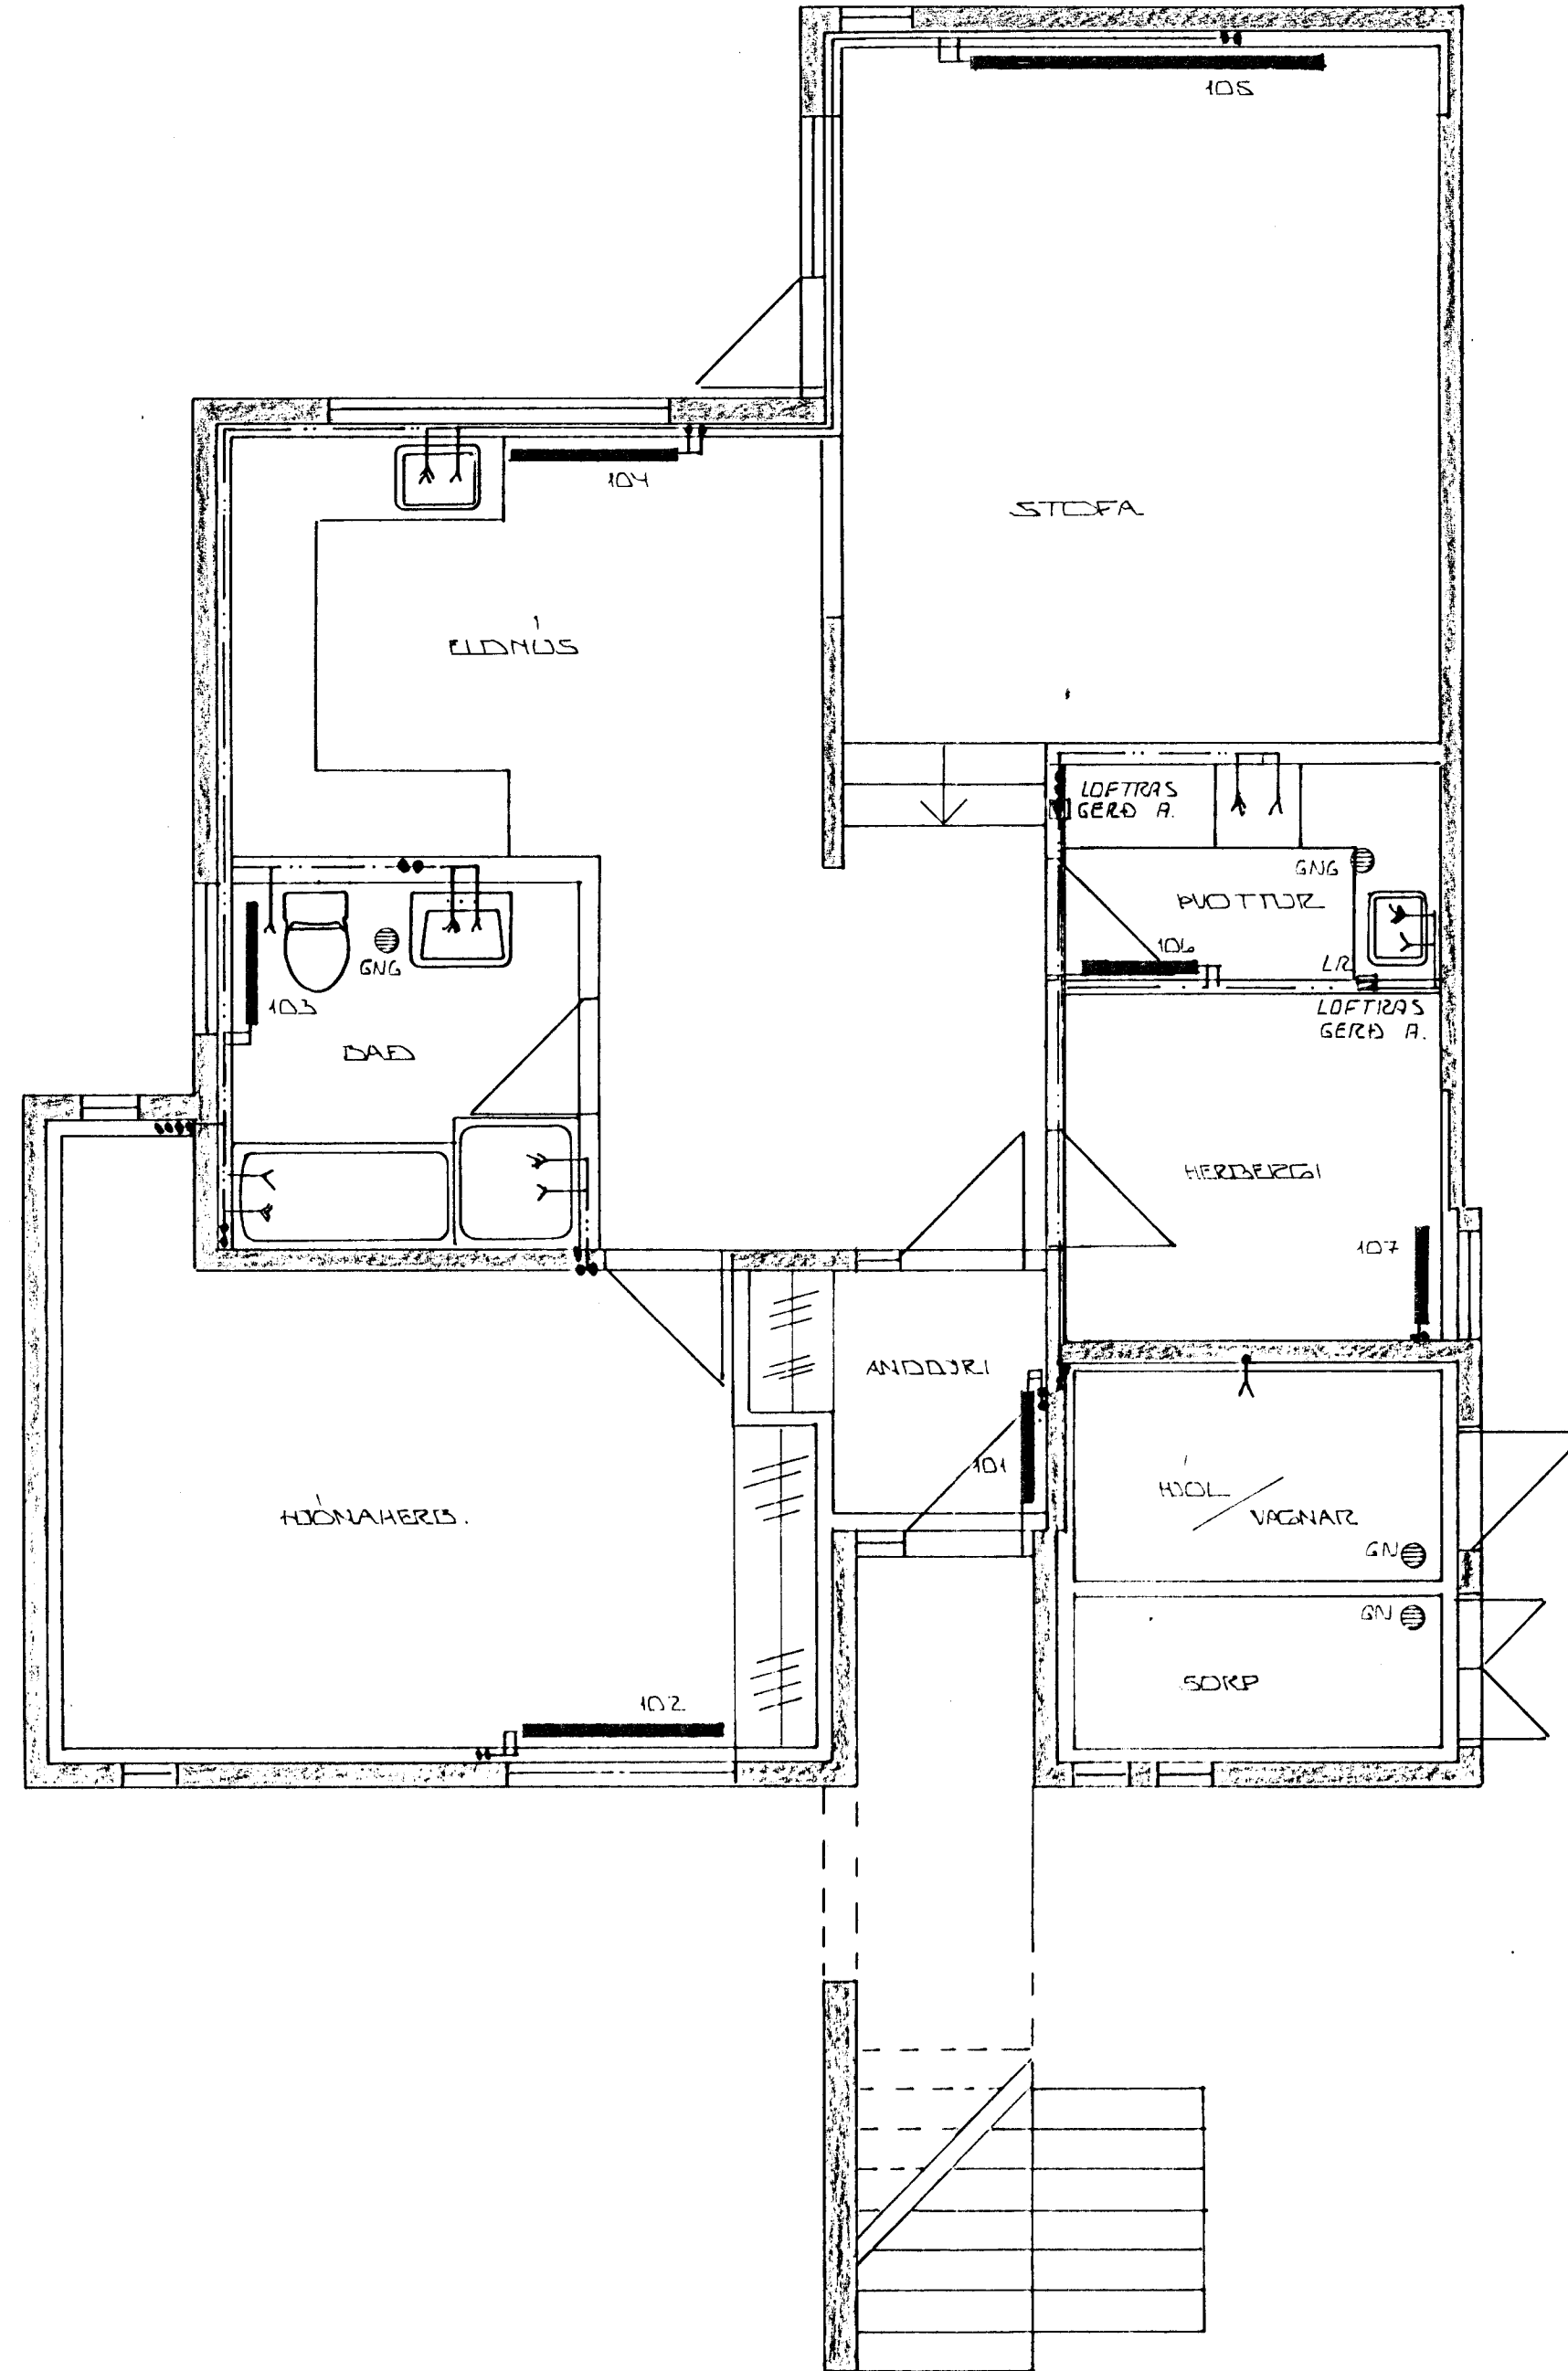 105
104
STOFA
ELDHÚS
LOFTRÁS
GERÐ A.
GNG
ÞVOTTUR
106
LR
LOFTRÁS
GERÐ A.
GNG
103
BAÐ
HERBERGI
107
ANDDYRI
101
HJÓL / VAGNAR
GN
HJÓNAHERB.
GN
SORP
102